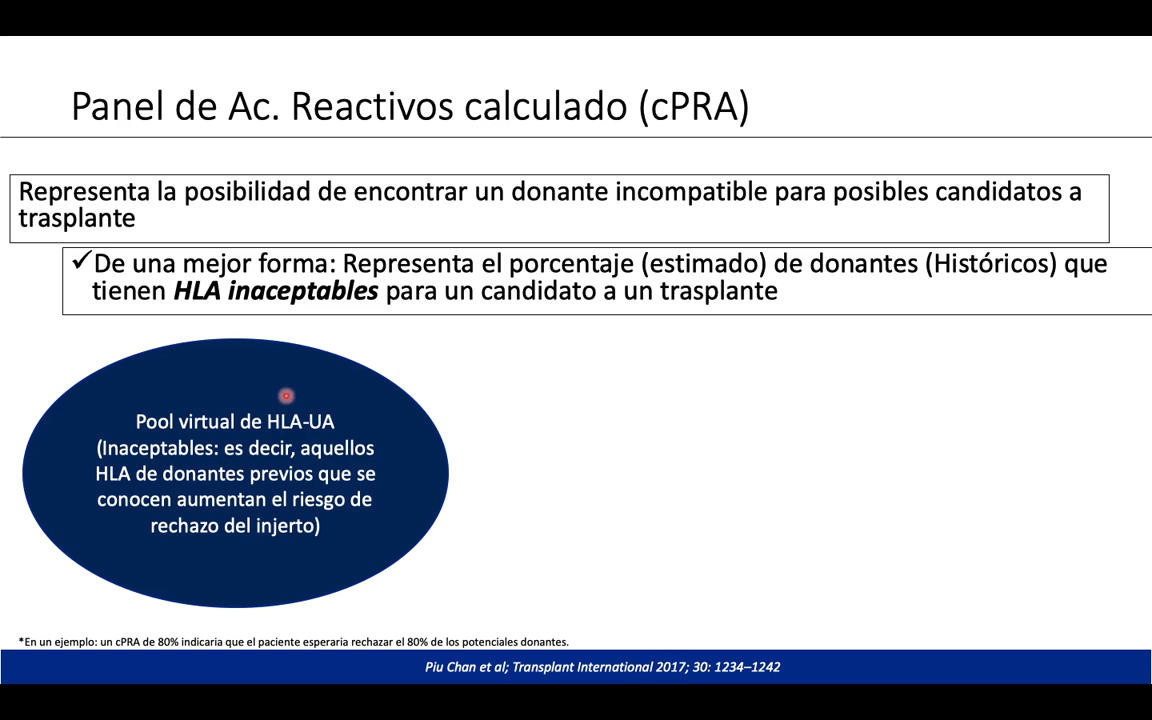 Panel de Ac. Reactivos calculado (cPRA)
Representa la posibilidad de encontrar un donante incompatible para posibles candidatos a
trasplante
✓De una mejor forma: Representa el porcentaje (estimado) de donantes (Históricos) que
tienen HLA inaceptables para un candidato a un trasplante
Pool virtual de HLA-UA
(Inaceptables: es decir, aquellos
HLA de donantes previos que se
conocen aumentan el riesgo de
rechazo del injerto)
*En un ejemplo: un cPRA de 80% indicaria que el paciente esperaria rechazar el 80% de los potenciales donantes.
Piu Chan et al; Transplant International 2017; 30: 1234–1242